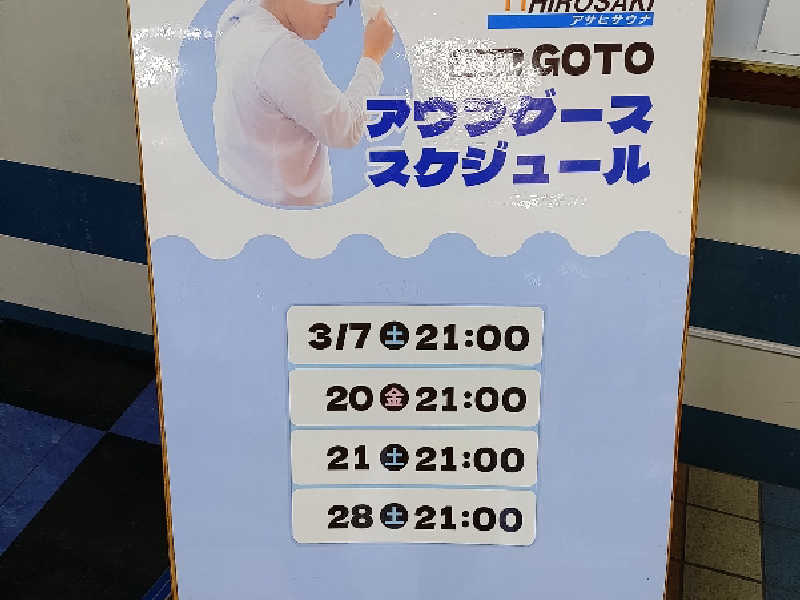 HIROSAKI
アサヒサウナ
GOTO
アウフグース
スケジュール
3/7 土 21:00
20 金 21:00
21 土 21:00
28 土 21:00